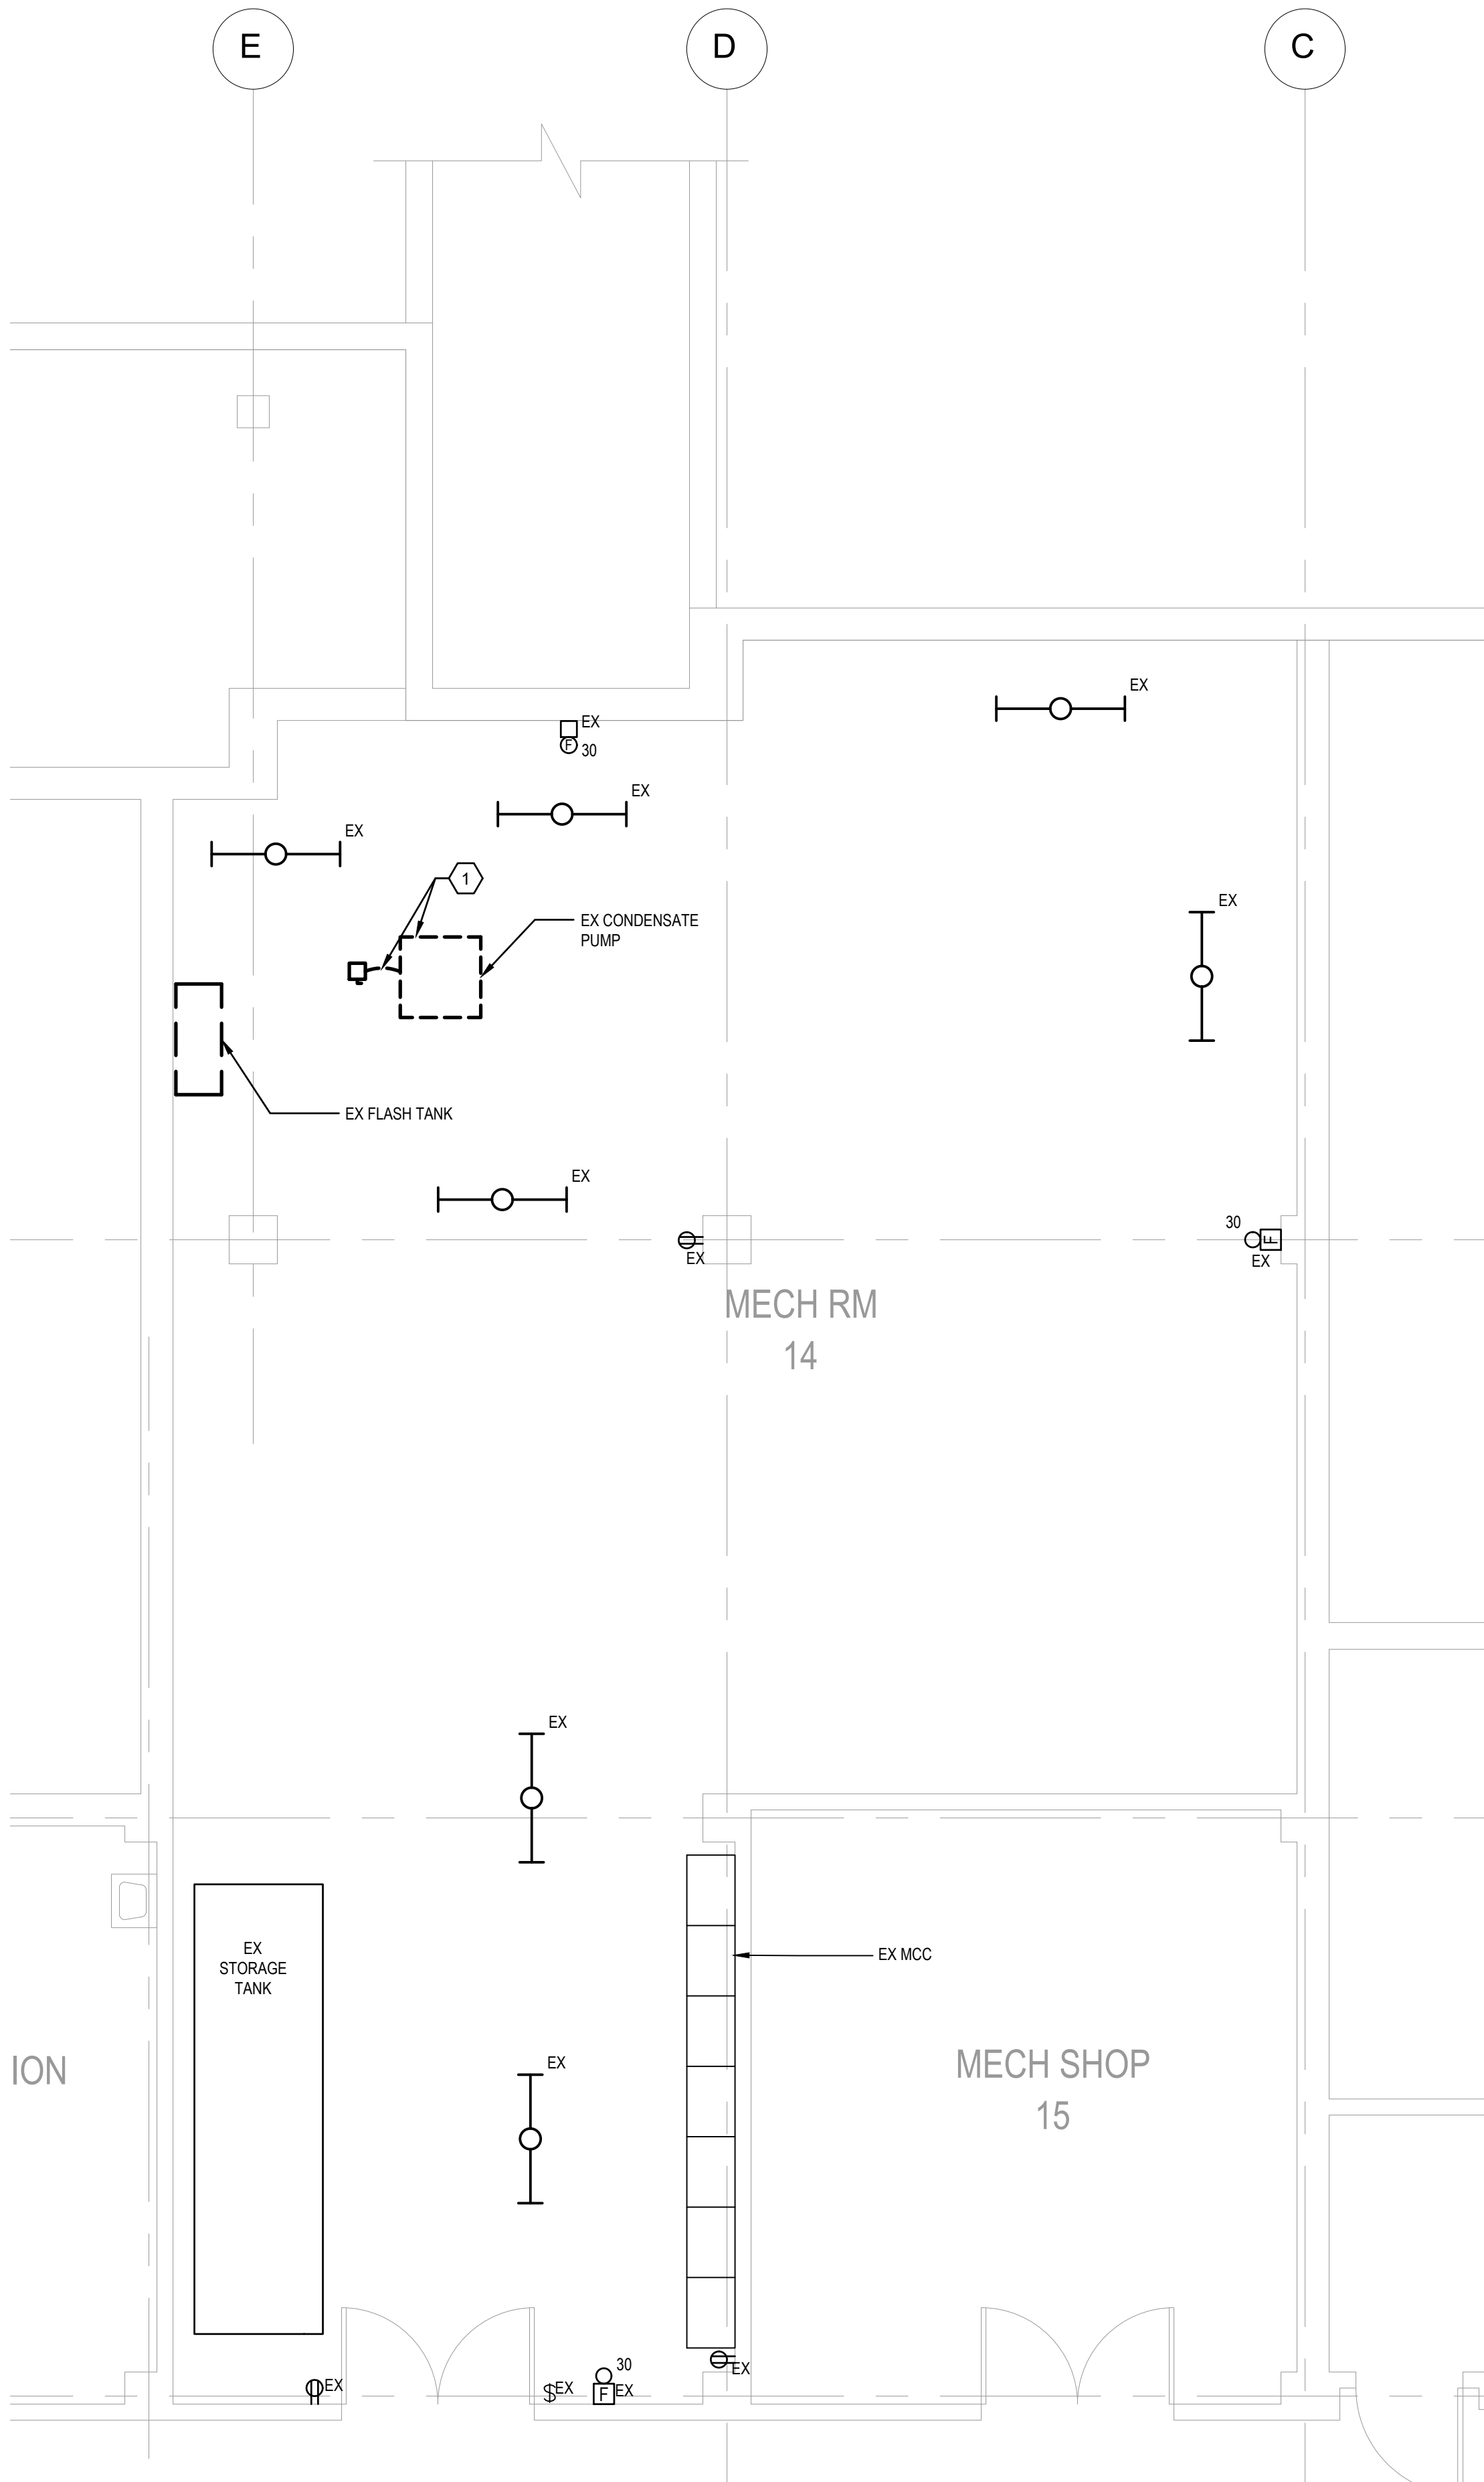 E
D
C
EX
EX
F
30
EX
EX
1
EX
EX CONDENSATE
PUMP
EX FLASH TANK
EX
30
F
EX
EX
MECH RM
14
EX
EX
STORAGE
TANK
EX MCC
ION
EX
MECH SHOP
15
30
EX
EX
$
EX
F
EX